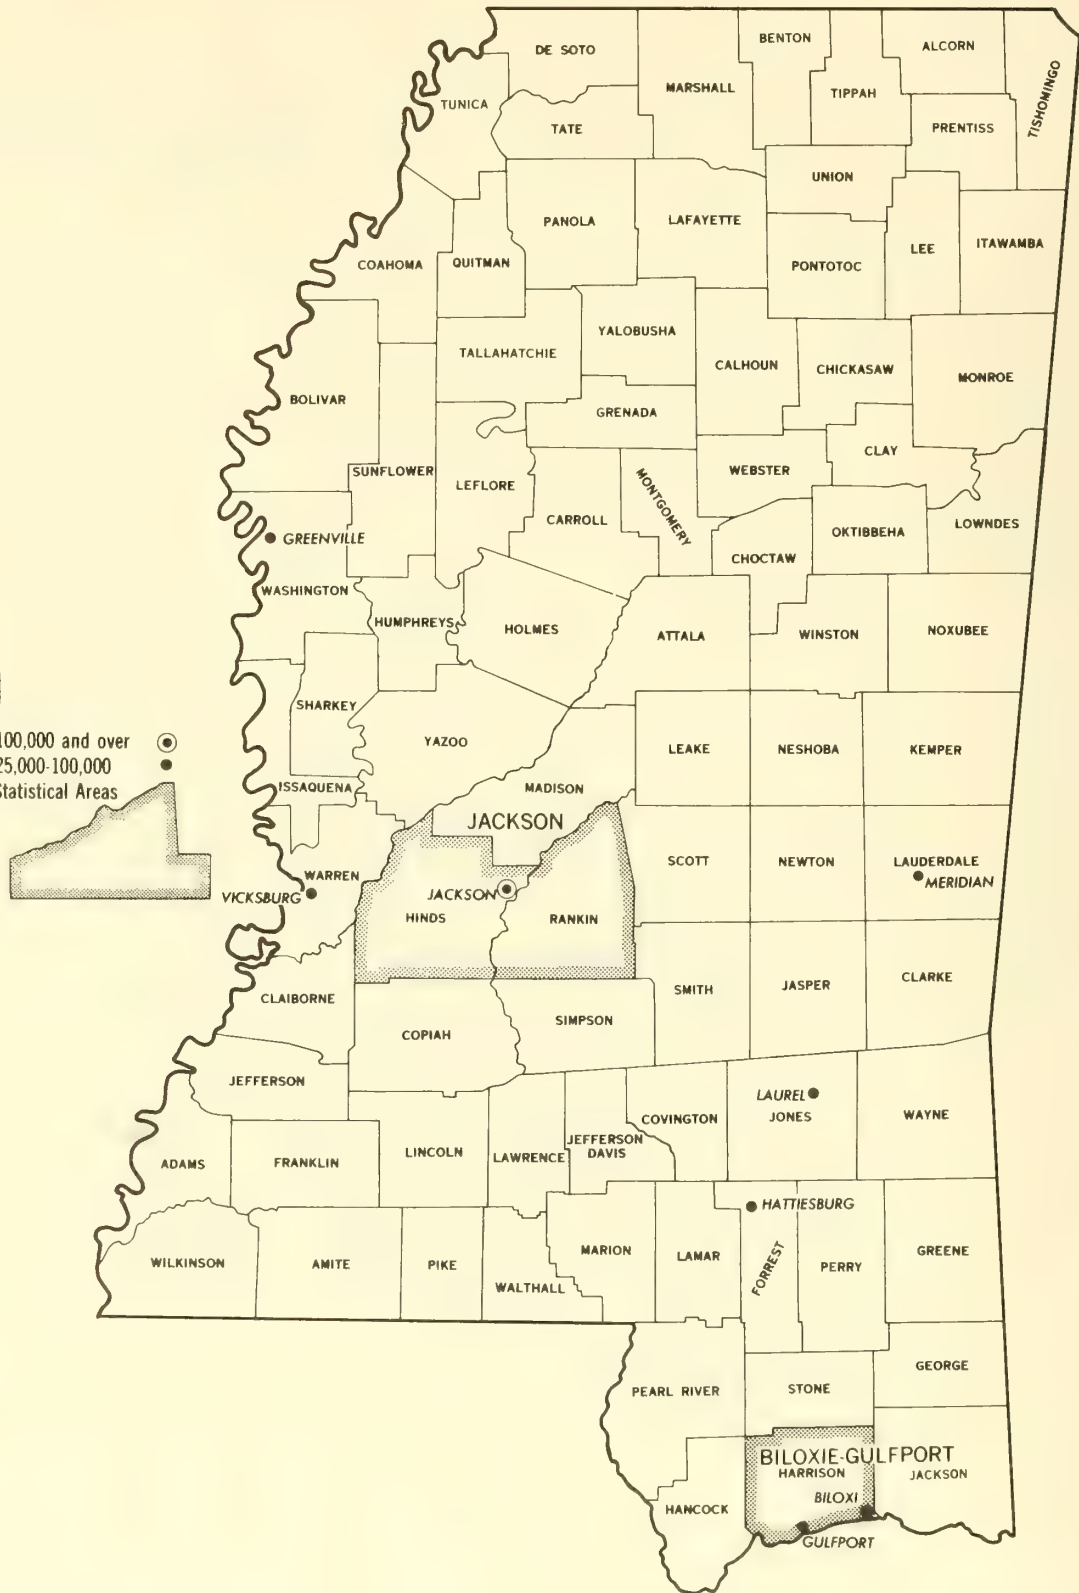 DE SOTO
BENTON
ALCORN
MARSHALL
TIPPAH
TISHOMINGO
TUNICA
TATE
PRENTISS
UNION
PANOLA
LAFAYETTE
LEE
ITAWAMBA
COAHOMA
QUITMAN
PONTOTOC
YALOBUSHA
TALLAHATCHIE
CALHOUN
CHICKASAW
MONROE
BOLIVAR
GRENADA
CLAY
SUNFLOWER
WEBSTER
LEFLORE
MONTGOMERY
CARROLL
LOWNDES
OKTIBBEHA
GREENVILLE
CHOCTAW
WASHINGTON
HUMPHREYS
HOLMES
ATTALA
WINSTON
NOXUBEE
SHARKEY
100,000 and over
25,000-100,000
Statistical Areas
YAZOO
LEAKE
NESHOBA
KEMPER
ISSAQUENA
MADISON
JACKSON
SCOTT
NEWTON
LAUDERDALE
MERIDIAN
WARREN
VICKSBURG
JACKSON
HINDS
RANKIN
CLAIBORNE
SMITH
JASPER
CLARKE
COPIAH
SIMPSON
JEFFERSON
LAUREL
JONES
COVINGTON
WAYNE
ADAMS
FRANKLIN
LINCOLN
LAWRENCE
JEFFERSON
DAVIS
HATTIESBURG
WILKINSON
AMITE
PIKE
WALTHALL
MARION
LAMAR
FORREST
PERRY
GREENE
GEORGE
PEARL RIVER
STONE
BILOXIE-GULFPORT
HARRISON
JACKSON
BILOXI
HANCOCK
GULFPORT